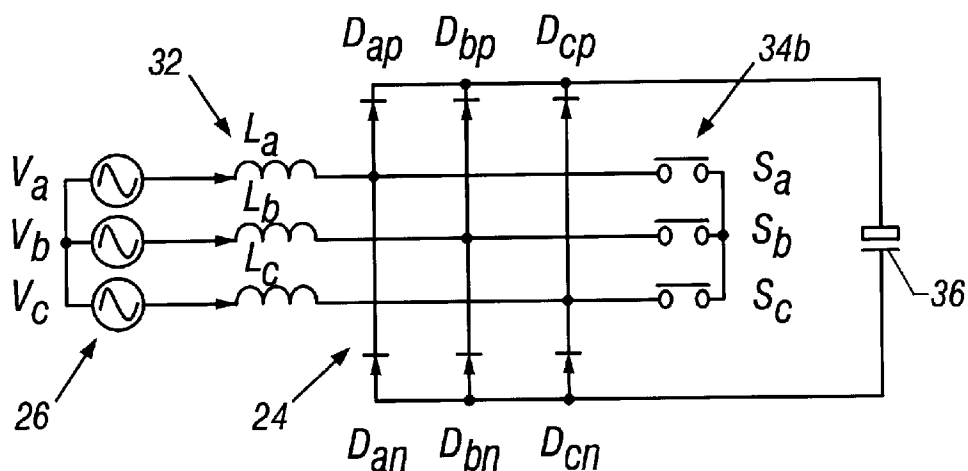 D_ap D_bp D_cp
32 34b
L_a
V_a S_a
L_b
V_b S_b
L_c
V_c S_c
36
26 24
D_an D_bn D_cn